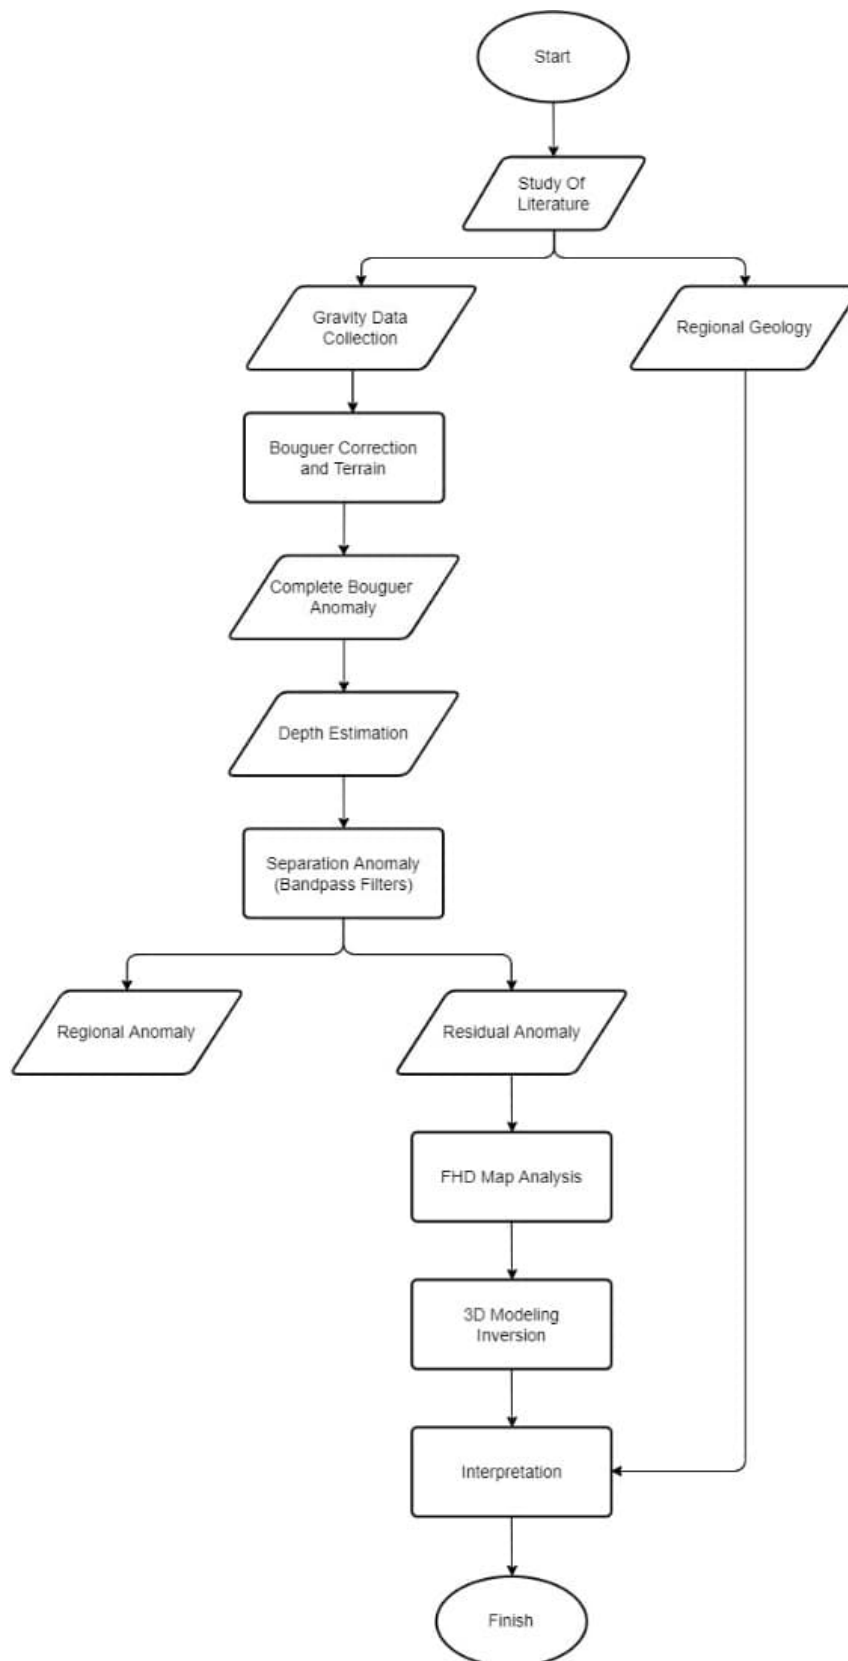 Start
Study Of
Literature
Gravity Data
Collection
Regional Geology
Bouguer Correction
and Terrain
Complete Bouguer
Anomaly
Depth Estimation
Separation Anomaly
(Bandpass Filters)
Regional Anomaly
Residual Anomaly
FHD Map Analysis
3D Modeling
Inversion
Interpretation
Finish